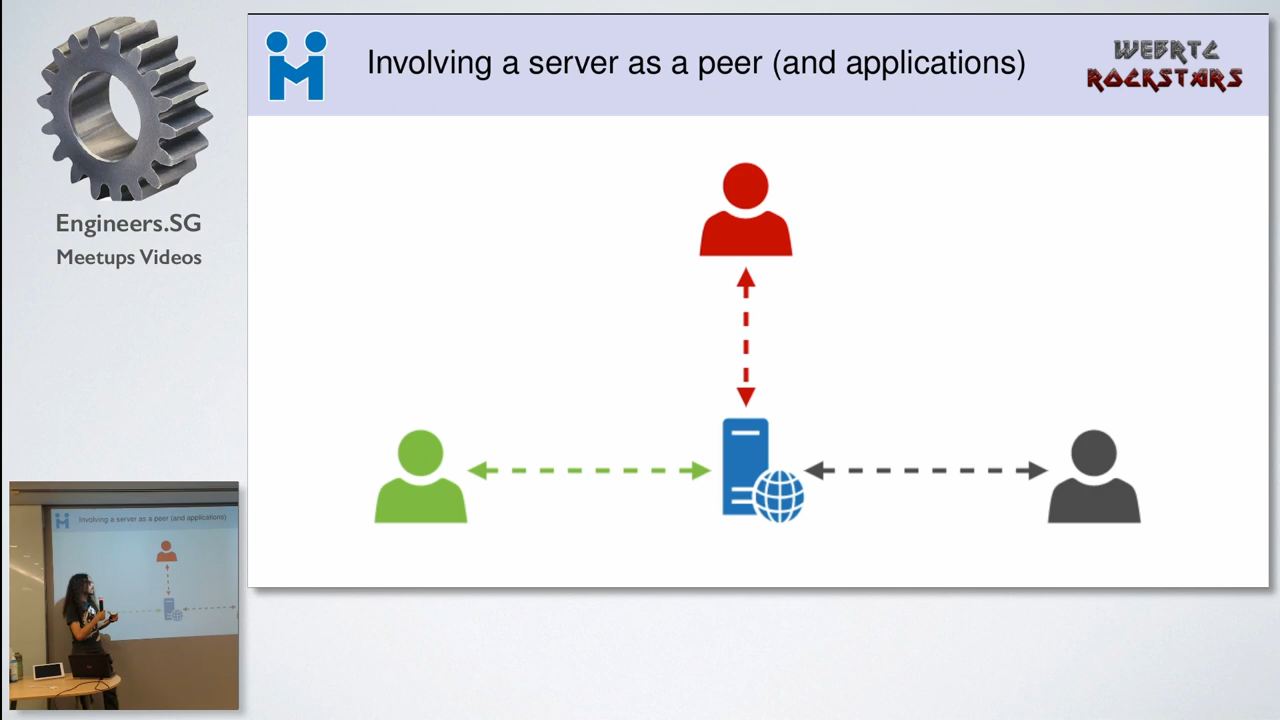 Involving a server as a peer (and applications)
WEBRTC
ROCKSTARS
Engineers.SG
Meetups Videos
Involving a server as a peer (and applications)